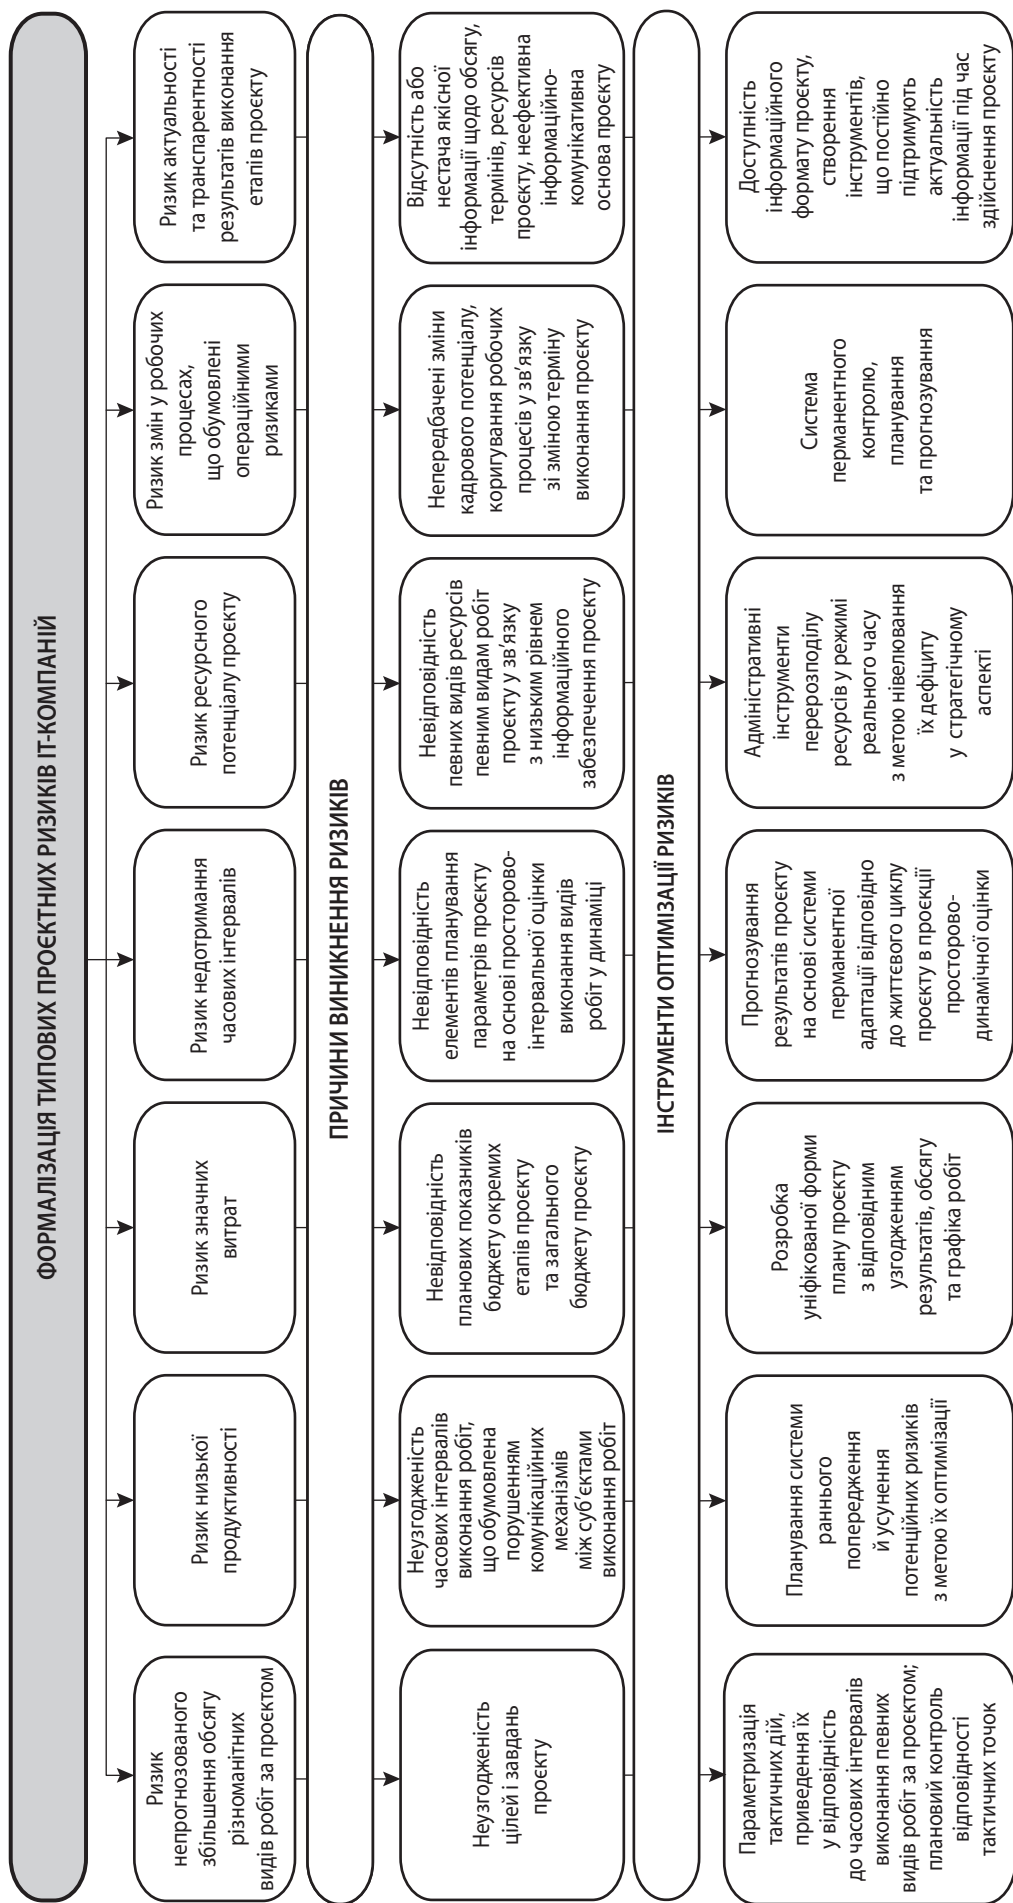 ФОРМАЛІЗАЦІЯ ТИПОВИХ ПРОЄКТНИХ РИЗИКІВ ІТ-КОМПАНІЙ
Ризик
непрогнозованого
збільшення обсягу
різноманітних
видів робіт за проєктом
Ризик низької
продуктивності
Ризик значних
витрат
Ризик недотримання
часових інтервалів
Ризик ресурсного
потенціалу проєкту
Ризик змін у робочих
процесах,
що обумовлені
операційними
ризиками
Ризик актуальності
та транспарентності
результатів виконання
етапів проєкту
ПРИЧИНИ ВИНИКНЕННЯ РИЗИКІВ
Неузгодженість
цілей і завдань
проєкту
Неузгодженість
часових інтервалів
виконання робіт,
що обумовлена
порушенням
комунікаційних
механізмів
між суб’єктами
виконання робіт
Невідповідність
планових показників
бюджету окремих
етапів проєкту
та загального
бюджету проєкту
Невідповідність
елементів планування
параметрів проєкту
на основі просторово-
інтервальної оцінки
виконання видів
робіт у динаміці
Невідповідність
певних видів ресурсів
певним видам робіт
проєкту у зв’язку
з низьким рівнем
інформаційного
забезпечення проєкту
Непередбачені зміни
кадрового потенціалу,
коригування робочих
процесів у зв’язку
зі зміною терміну
виконання проєкту
Відсутність або
нестача якісної
інформації щодо обсягу,
термінів, ресурсів
проєкту, неефективна
інформаційно-
комунікативна
основа проєкту
ІНСТРУМЕНТИ ОПТИМІЗАЦІЇ РИЗИКІВ
Параметризація
тактичних дій,
приведення їх
у відповідність
до часових інтервалів
виконання певних
видів робіт за проєктом;
плановий контроль
відповідності
тактичних точок
Планування системи
раннього
попередження
й усунення
потенційних ризиків
з метою їх оптимізації
Розробка
уніфікованої форми
плану проєкту
з відповідним
узгодженням
результатів, обсягу
та графіка робіт
Прогнозування
результатів проєкту
на основі системи
перманентної
адаптації відповідно
до життєвого циклу
проєкту в проєкції
просторово-
динамічної оцінки
Адміністративні
інструменти
перерозподілу
ресурсів у режимі
реального часу
з метою нівелювання
їх дефіциту
у стратегічному
аспекті
Система
перманентного
контролю,
планування
та прогнозування
Доступність
інформаційного
формату проєкту,
створення
інструментів,
що постійно
підтримують
актуальність
інформації під час
здійснення проєкту